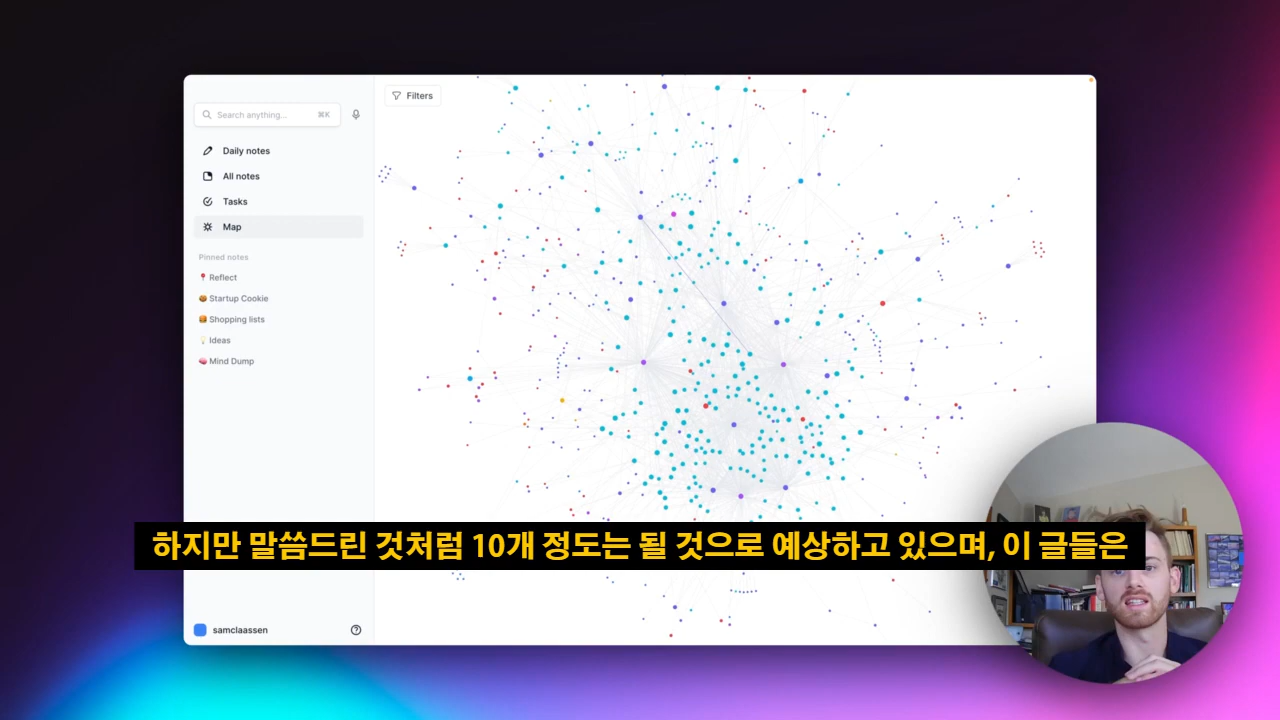 Filters
Search anything... ⌘K
Daily notes
All notes
Tasks
Map
Pinned notes
Reflect
Startup Cookie
Shopping lists
Ideas
Mind Dump
하지만 말씀드린 것처럼 10개 정도는 될 것으로 예상하고 있으며, 이 글들은
samclaassen